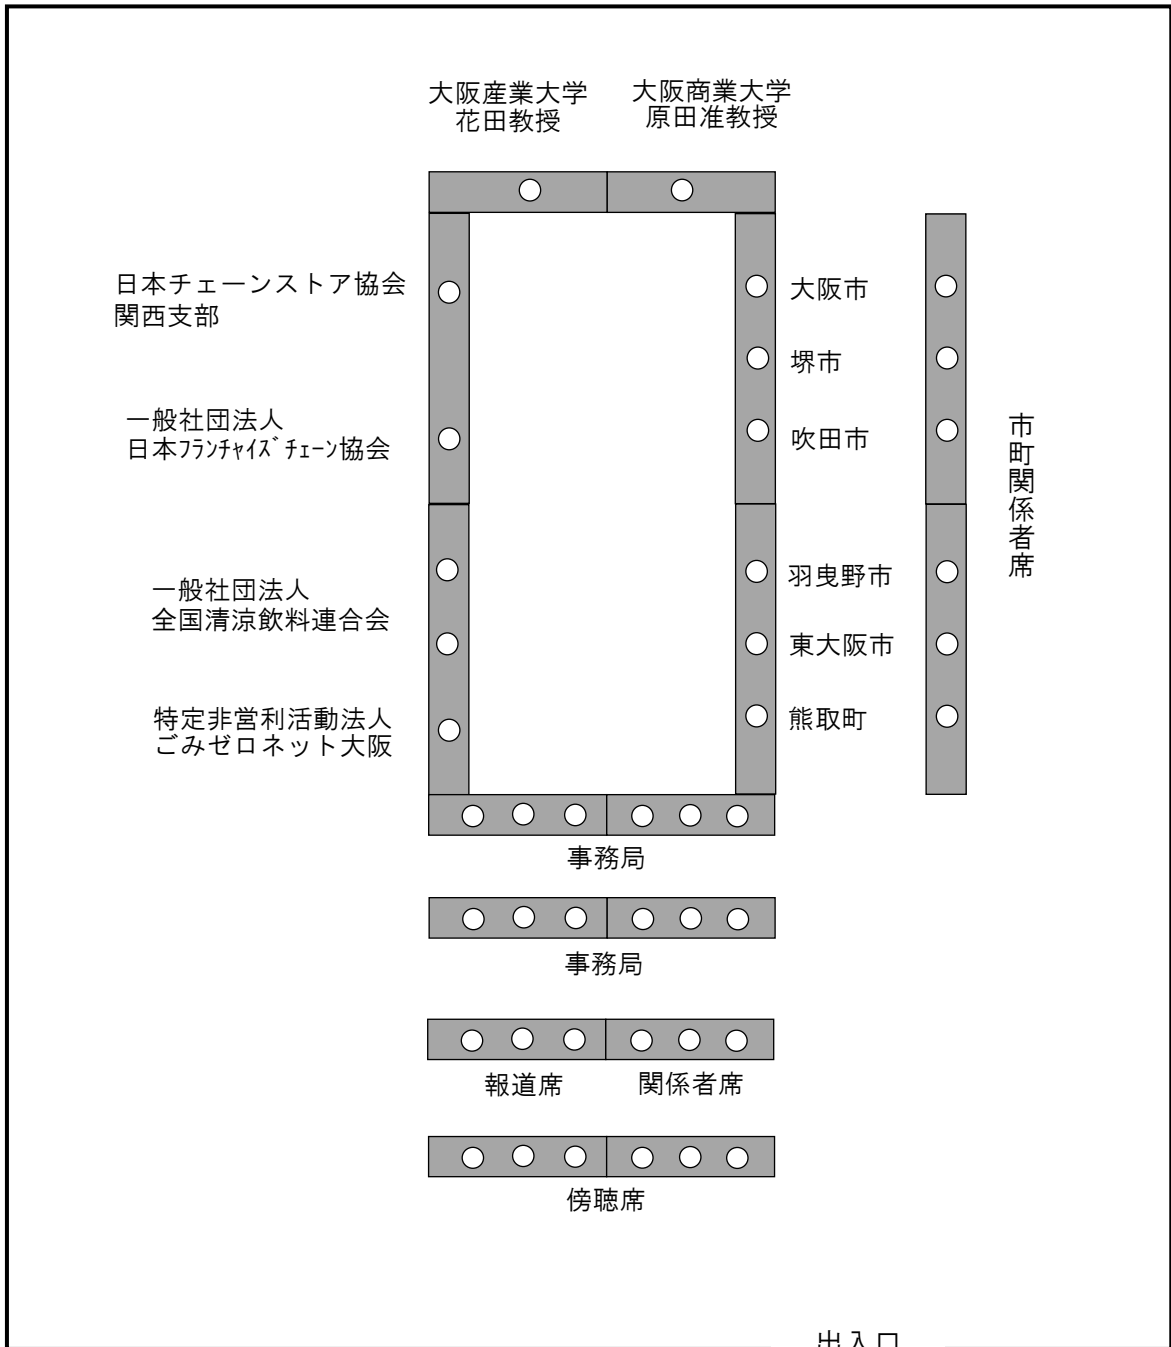 大阪産業大学
花田教授
大阪商業大学
原田准教授
日本チェーンストア協会
関西支部
大阪市
堺市
一般社団法人
日本フランチャイズチェーン協会
吹田市
市町関係者席
一般社団法人
全国清涼飲料連合会
羽曳野市
東大阪市
特定非営利活動法人
ごみゼロネット大阪
熊取町
事務局
事務局
報道席
関係者席
傍聴席
出入口